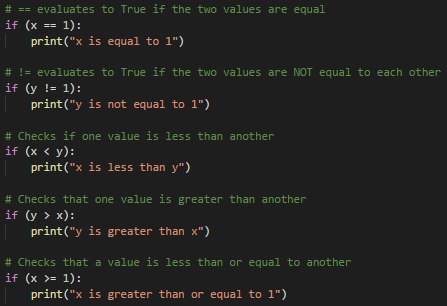 # == evaluates to True if the two values are equal
if (x == 1):
    print("x is equal to 1")
# != evaluates to True if the two values are NOT equal to each other
if (y != 1):
    print("y is not equal to 1")
# Checks if one value is less than another
if (x < y):
    print("x is less than y")
# Checks that one value is greater than another
if (y > x):
    print("y is greater than x")
# Checks that a value is less than or equal to another
if (x >= 1):
    print("x is greater than or equal to 1")